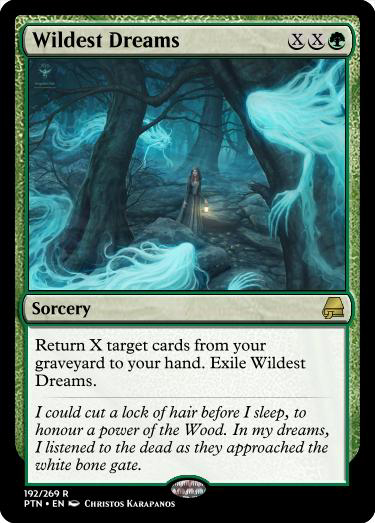 Wildest Dreams X X
Sorcery
Return X target cards from your
graveyard to your hand. Exile Wildest
Dreams.
I could cut a lock of hair before I sleep, to
honour a power of the Wood. In my dreams,
I listened to the dead as they approached the
white bone gate.
192/269 R
PTN • EN Christos Karapanos